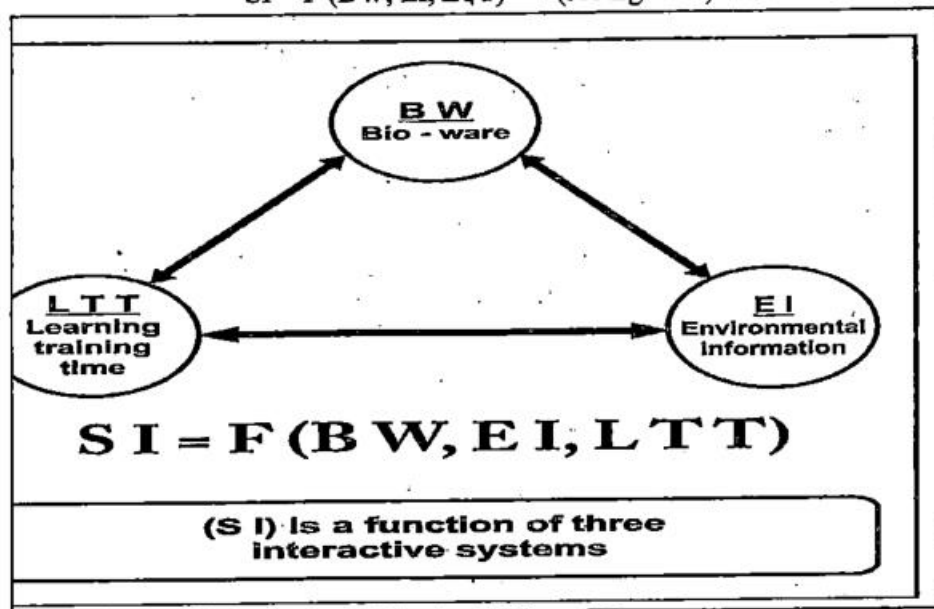 B W
Bio - ware
L T T
Learning
training
time
E I
Environmental
information
S I = F (B W, E I, L T T)
(S I) is a function of three
interactive systems